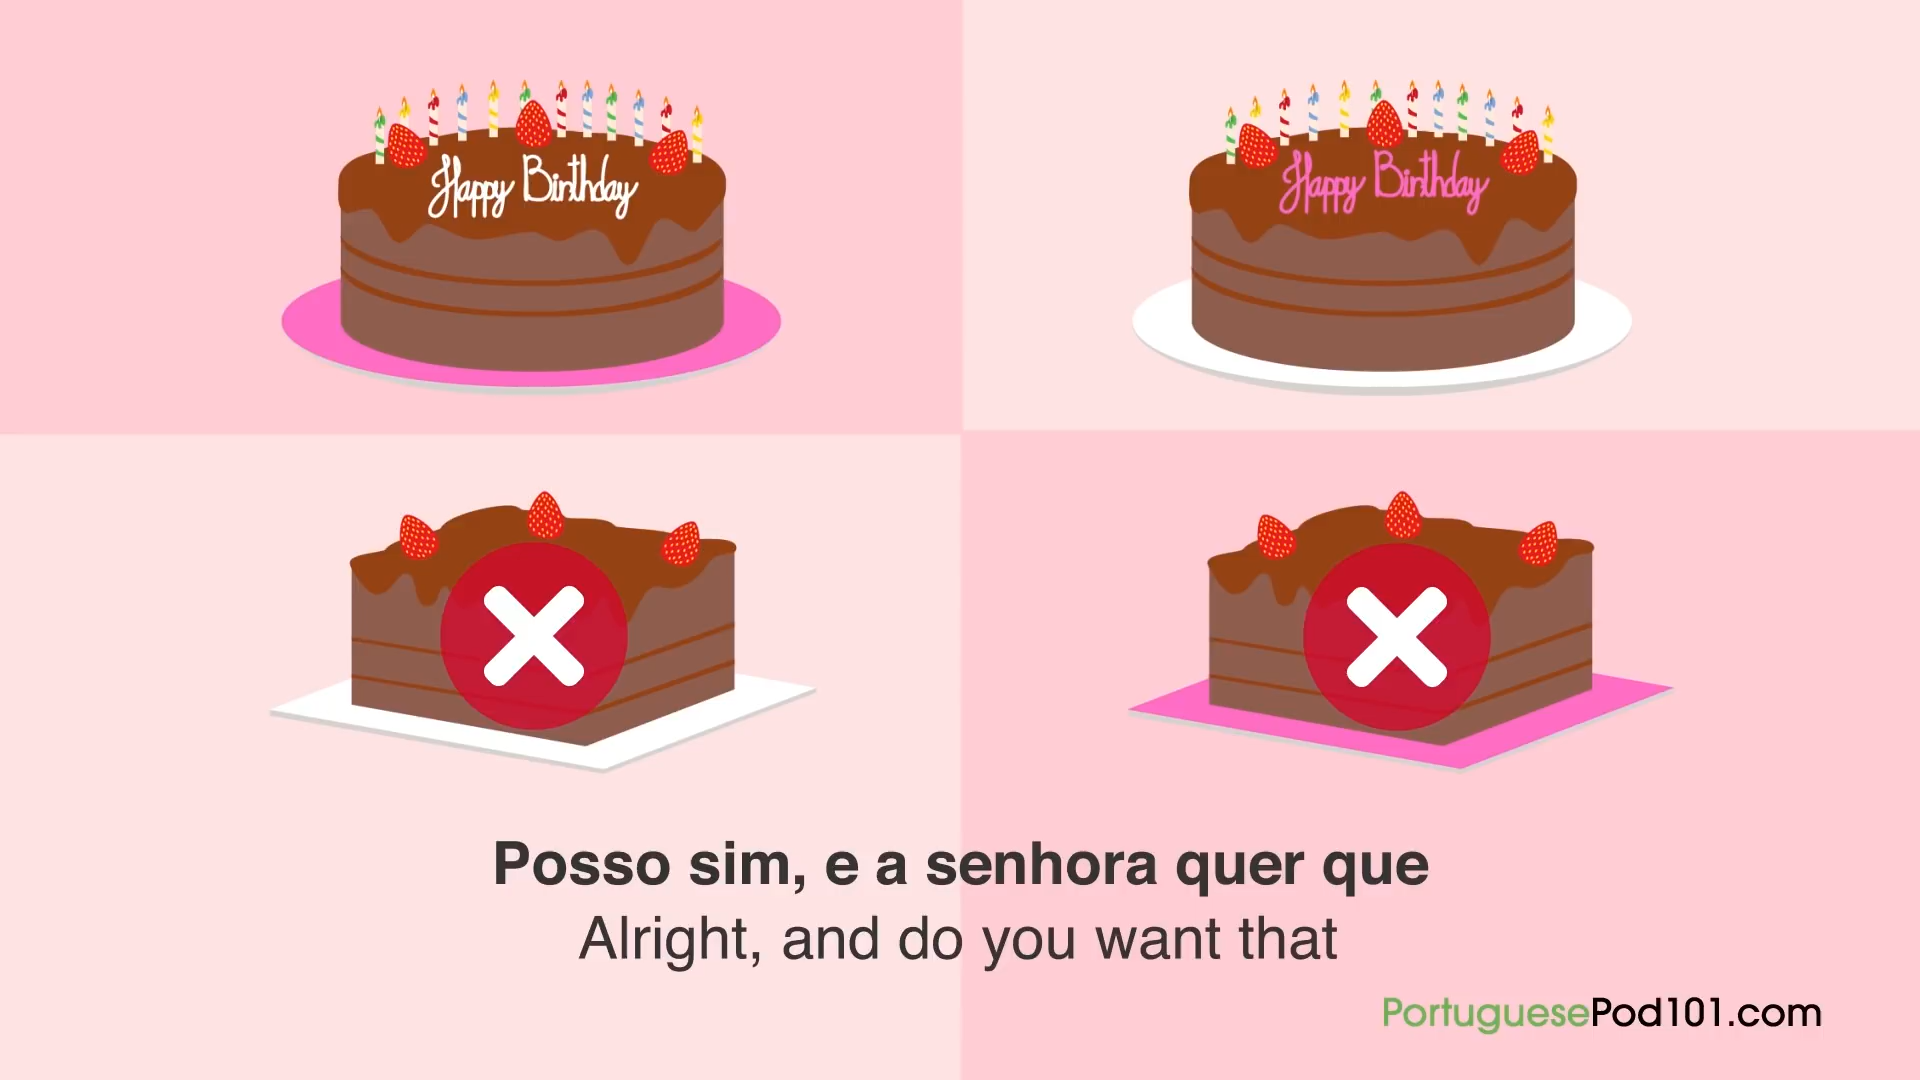 Happy Birthday
Happy Birthday
Posso sim, e a senhora quer que
Alright, and do you want that
PortuguesePod101.com